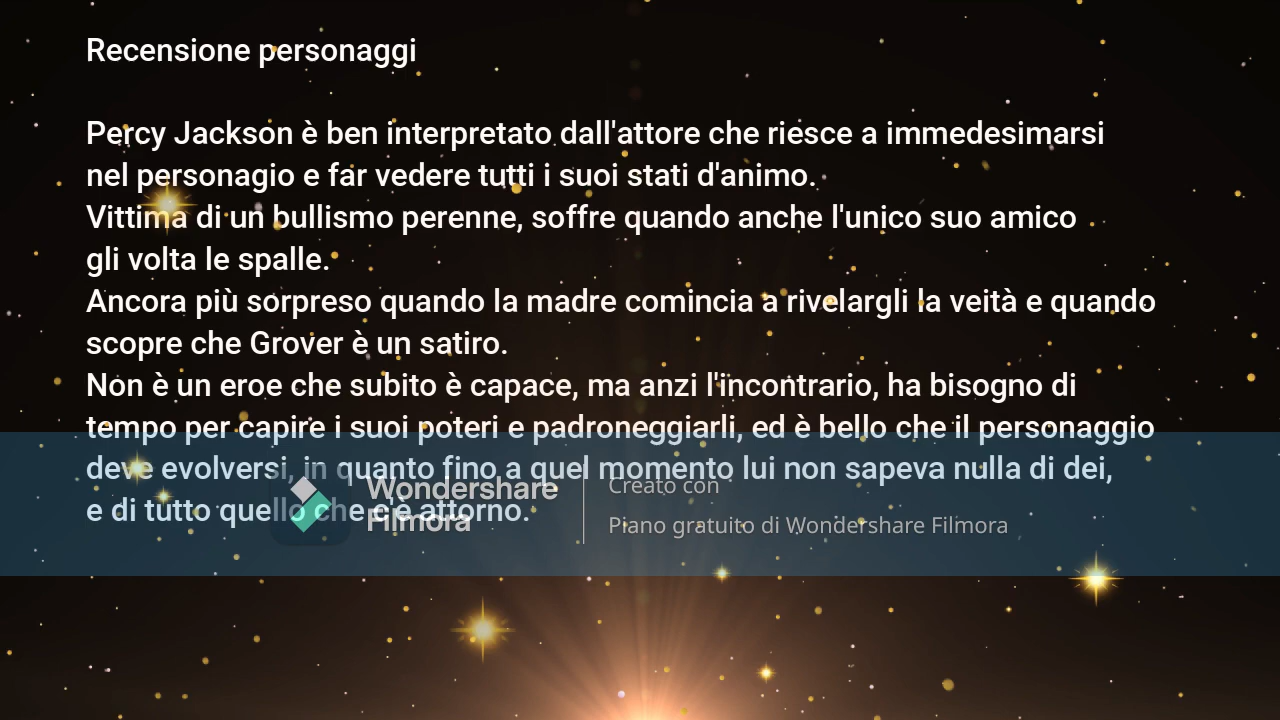 Recensione personaggi
Percy Jackson è ben interpretato dall'attore che riesce a immedesimarsi
nel personagio e far vedere tutti i suoi stati d'animo.
Vittima di un bullismo perenne, soffre quando anche l'unico suo amico
gli volta le spalle.
Ancora più sorpreso quando la madre comincia a rivelargli la veità e quando
scopre che Grover è un satiro.
Non è un eroe che subito è capace, ma anzi l'incontrario, ha bisogno di
tempo per capire i suoi poteri e padroneggiarli, ed è bello che il personaggio
deve evolversi, in quanto fino a quel momento lui non sapeva nulla di dei,
e di tutto quello che c'è attorno.
Wondershare
Filmora
Creato con
Piano gratuito di Wondershare Filmora